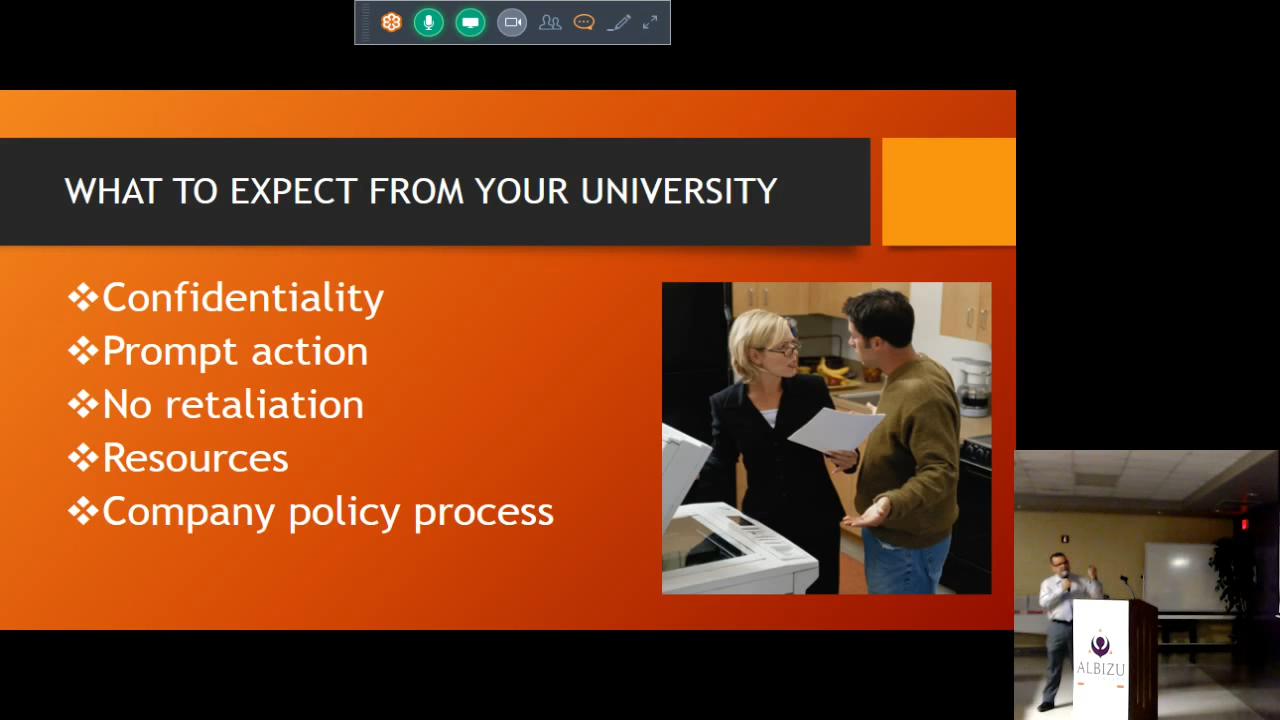 WHAT TO EXPECT FROM YOUR UNIVERSITY
❖Confidentiality
❖Prompt action
❖No retaliation
❖Resources
❖Company policy process
ALBIZU